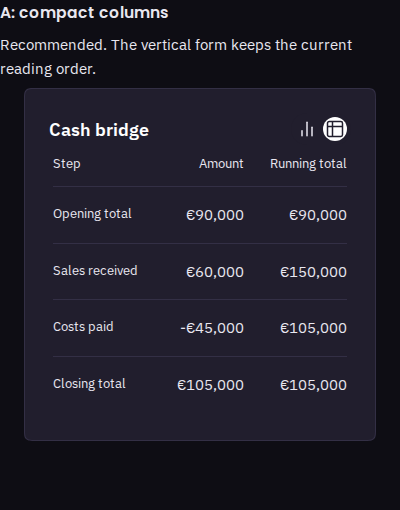 A: compact columns
Recommended. The vertical form keeps the current
reading order.
Cash bridge
Step Amount Running total
Opening total €90,000 €90,000
Sales received €60,000 €150,000
Costs paid -€45,000 €105,000
Closing total €105,000 €105,000